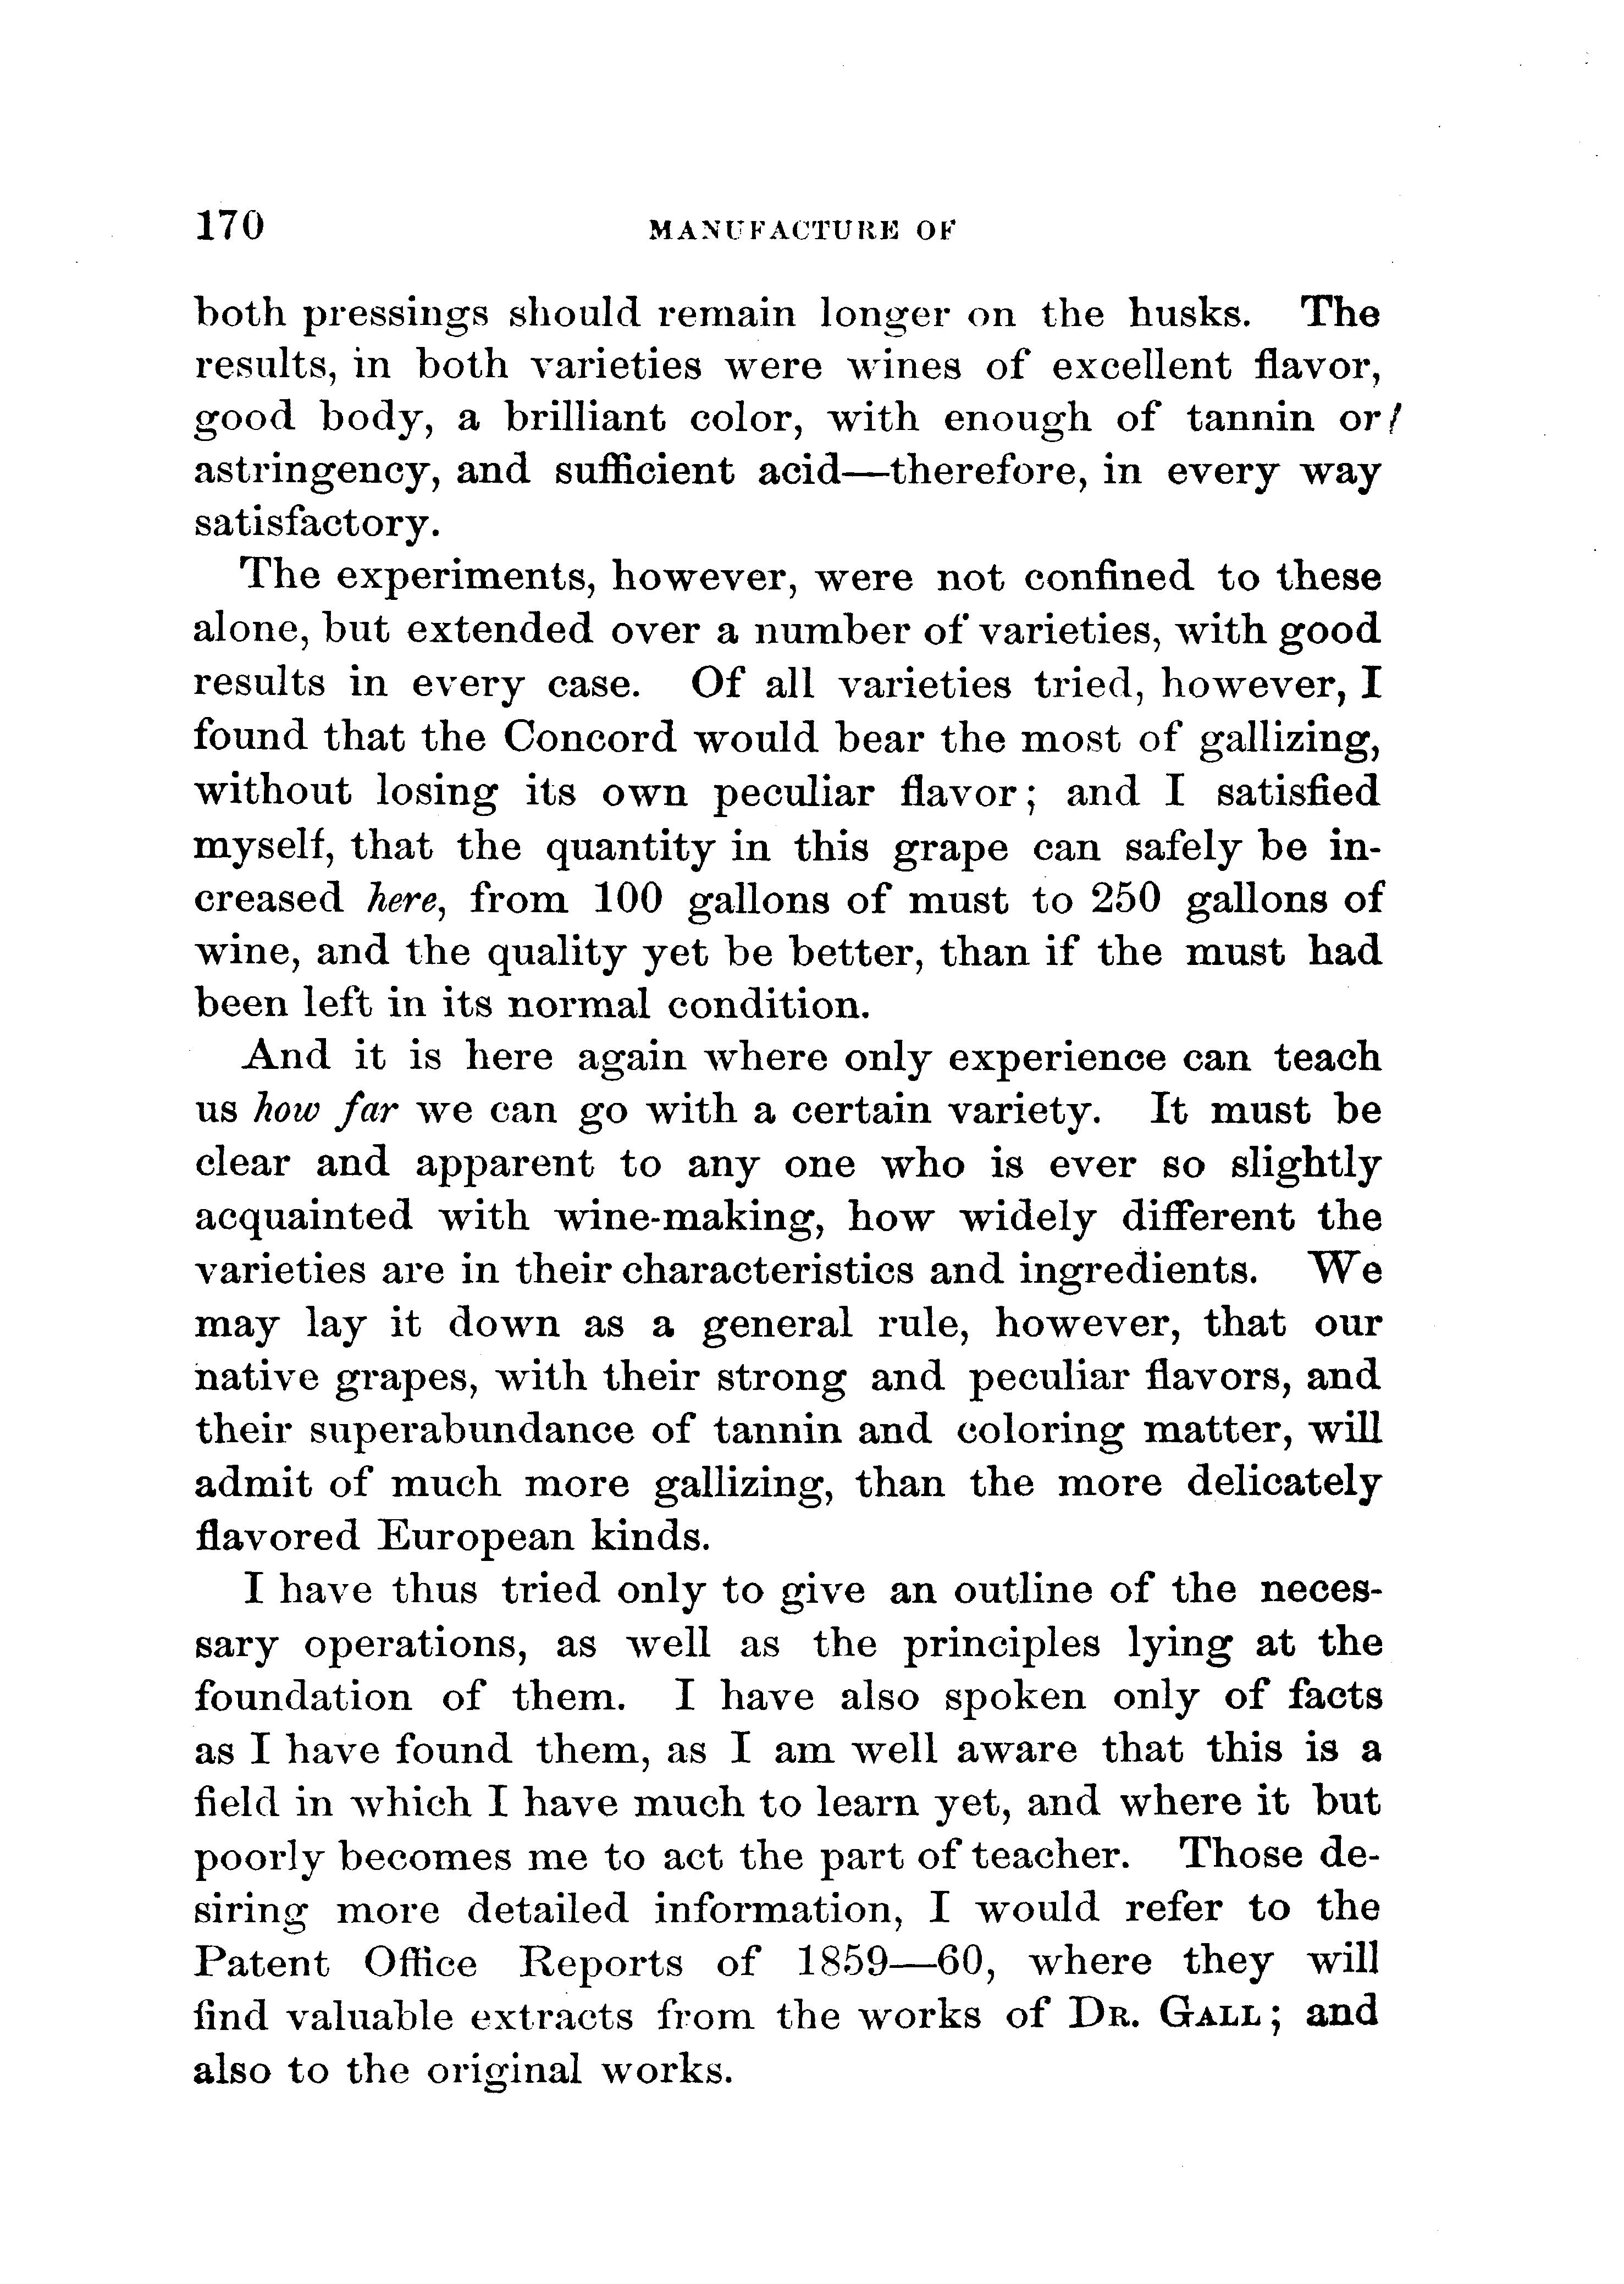 170 MANUFACTURE OF
both pressings should remain longer on the husks. The
results, in both varieties were wines of excellent flavor,
good body, a brilliant color, with enough of tannin or
astringency, and sufficient acid—therefore, in every way
satisfactory.
The experiments, however, were not confined to these
alone, but extended over a number of varieties, with good
results in every case. Of all varieties tried, however, I
found that the Concord would bear the most of gallizing,
without losing its own peculiar flavor; and I satisfied
myself, that the quantity in this grape can safely be in-
creased here, from 100 gallons of must to 250 gallons of
wine, and the quality yet be better, than if the must had
been left in its normal condition.
And it is here again where only experience can teach
us how far we can go with a certain variety. It must be
clear and apparent to any one who is ever so slightly
acquainted with wine-making, how widely different the
varieties are in their characteristics and ingredients. We
may lay it down as a general rule, however, that our
native grapes, with their strong and peculiar flavors, and
their superabundance of tannin and coloring matter, will
admit of much more gallizing, than the more delicately
flavored European kinds.
I have thus tried only to give an outline of the neces-
sary operations, as well as the principles lying at the
foundation of them. I have also spoken only of facts
as I have found them, as I am well aware that this is a
field in which I have much to learn yet, and where it but
poorly becomes me to act the part of teacher. Those de-
siring more detailed information, I would refer to the
Patent Office Reports of 1859—60, where they will
find valuable extracts from the works of DR. GALL; and
also to the original works.